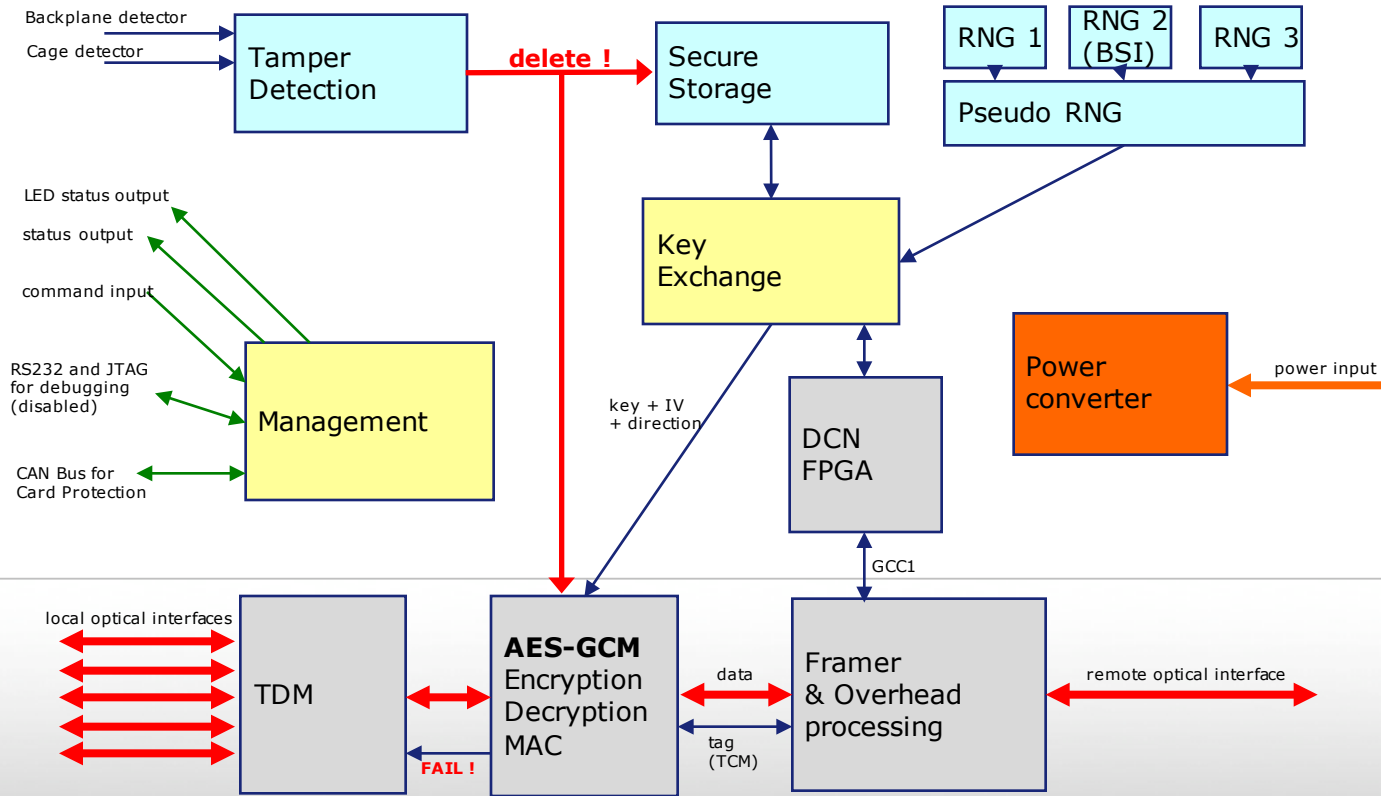 Backplane detector
Cage detector
Tamper
Detection
delete !
Secure
Storage
RNG 1
RNG 2
(BSI)
RNG 3
Pseudo RNG
LED status output
status output
command input
RS232 and JTAG
for debugging
(disabled)
CAN Bus for
Card Protection
Management
Key
Exchange
key + IV
+ direction
DCN
FPGA
Power
converter
power input
GCC1
local optical interfaces
TDM
FAIL !
AES-GCM
Encryption
Decryption
MAC
data
tag
(TCM)
Framer
& Overhead
processing
remote optical interface